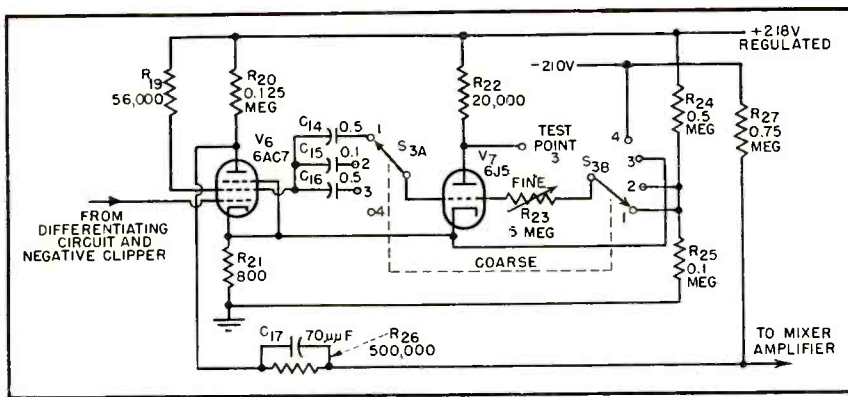 +218V
REGULATED
-210V
R19
56,000
R20
0.125
MEG
R22
20,000
R24
0.5
MEG
R27
0.75
MEG
V6
6AC7
C14 0.5
C15 0.1
C16 0.5
1
2
3
4
S3A
V7
6J5
TEST
POINT
3
S3B
4
3
2
1
FINE
R23
5 MEG
FROM
DIFFERENTIATING
CIRCUIT AND
NEGATIVE CLIPPER
R21
800
COARSE
R25
0.1
MEG
C17 70μμF
R26
500,000
TO MIXER
AMPLIFIER